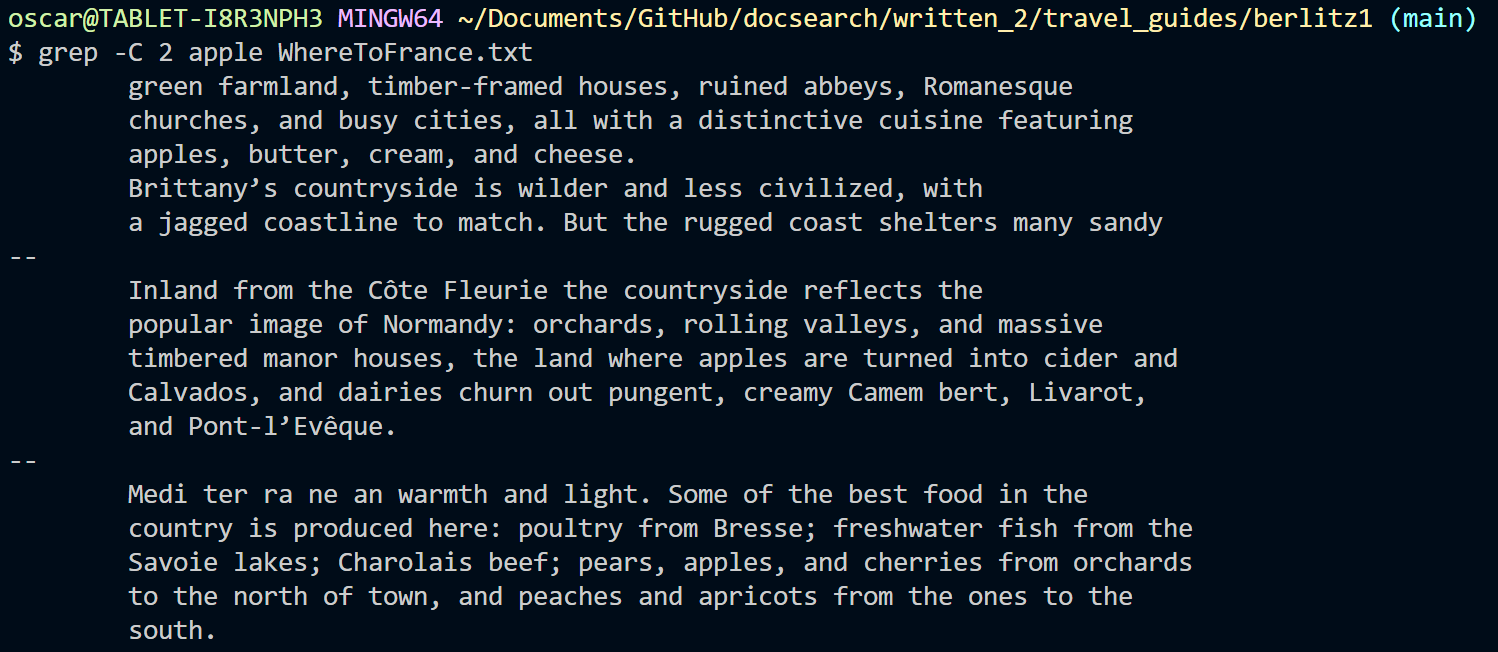 oscar@TABLET-I8R3NPH3 MINGW64 ~/Documents/GitHub/docsearch/written_2/travel_guides/berlitz1 (main)
$ grep -C 2 apple WhereToFrance.txt
        green farmland, timber-framed houses, ruined abbeys, Romanesque
        churches, and busy cities, all with a distinctive cuisine featuring
        apples, butter, cream, and cheese.
        Brittany’s countryside is wilder and less civilized, with
        a jagged coastline to match. But the rugged coast shelters many sandy
--
        Inland from the Côte Fleurie the countryside reflects the
        popular image of Normandy: orchards, rolling valleys, and massive
        timbered manor houses, the land where apples are turned into cider and
        Calvados, and dairies churn out pungent, creamy Camem bert, Livarot,
        and Pont-l’Evêque.
--
        Medi ter ra ne an warmth and light. Some of the best food in the
        country is produced here: poultry from Bresse; freshwater fish from the
        Savoie lakes; Charolais beef; pears, apples, and cherries from orchards
        to the north of town, and peaches and apricots from the ones to the
        south.